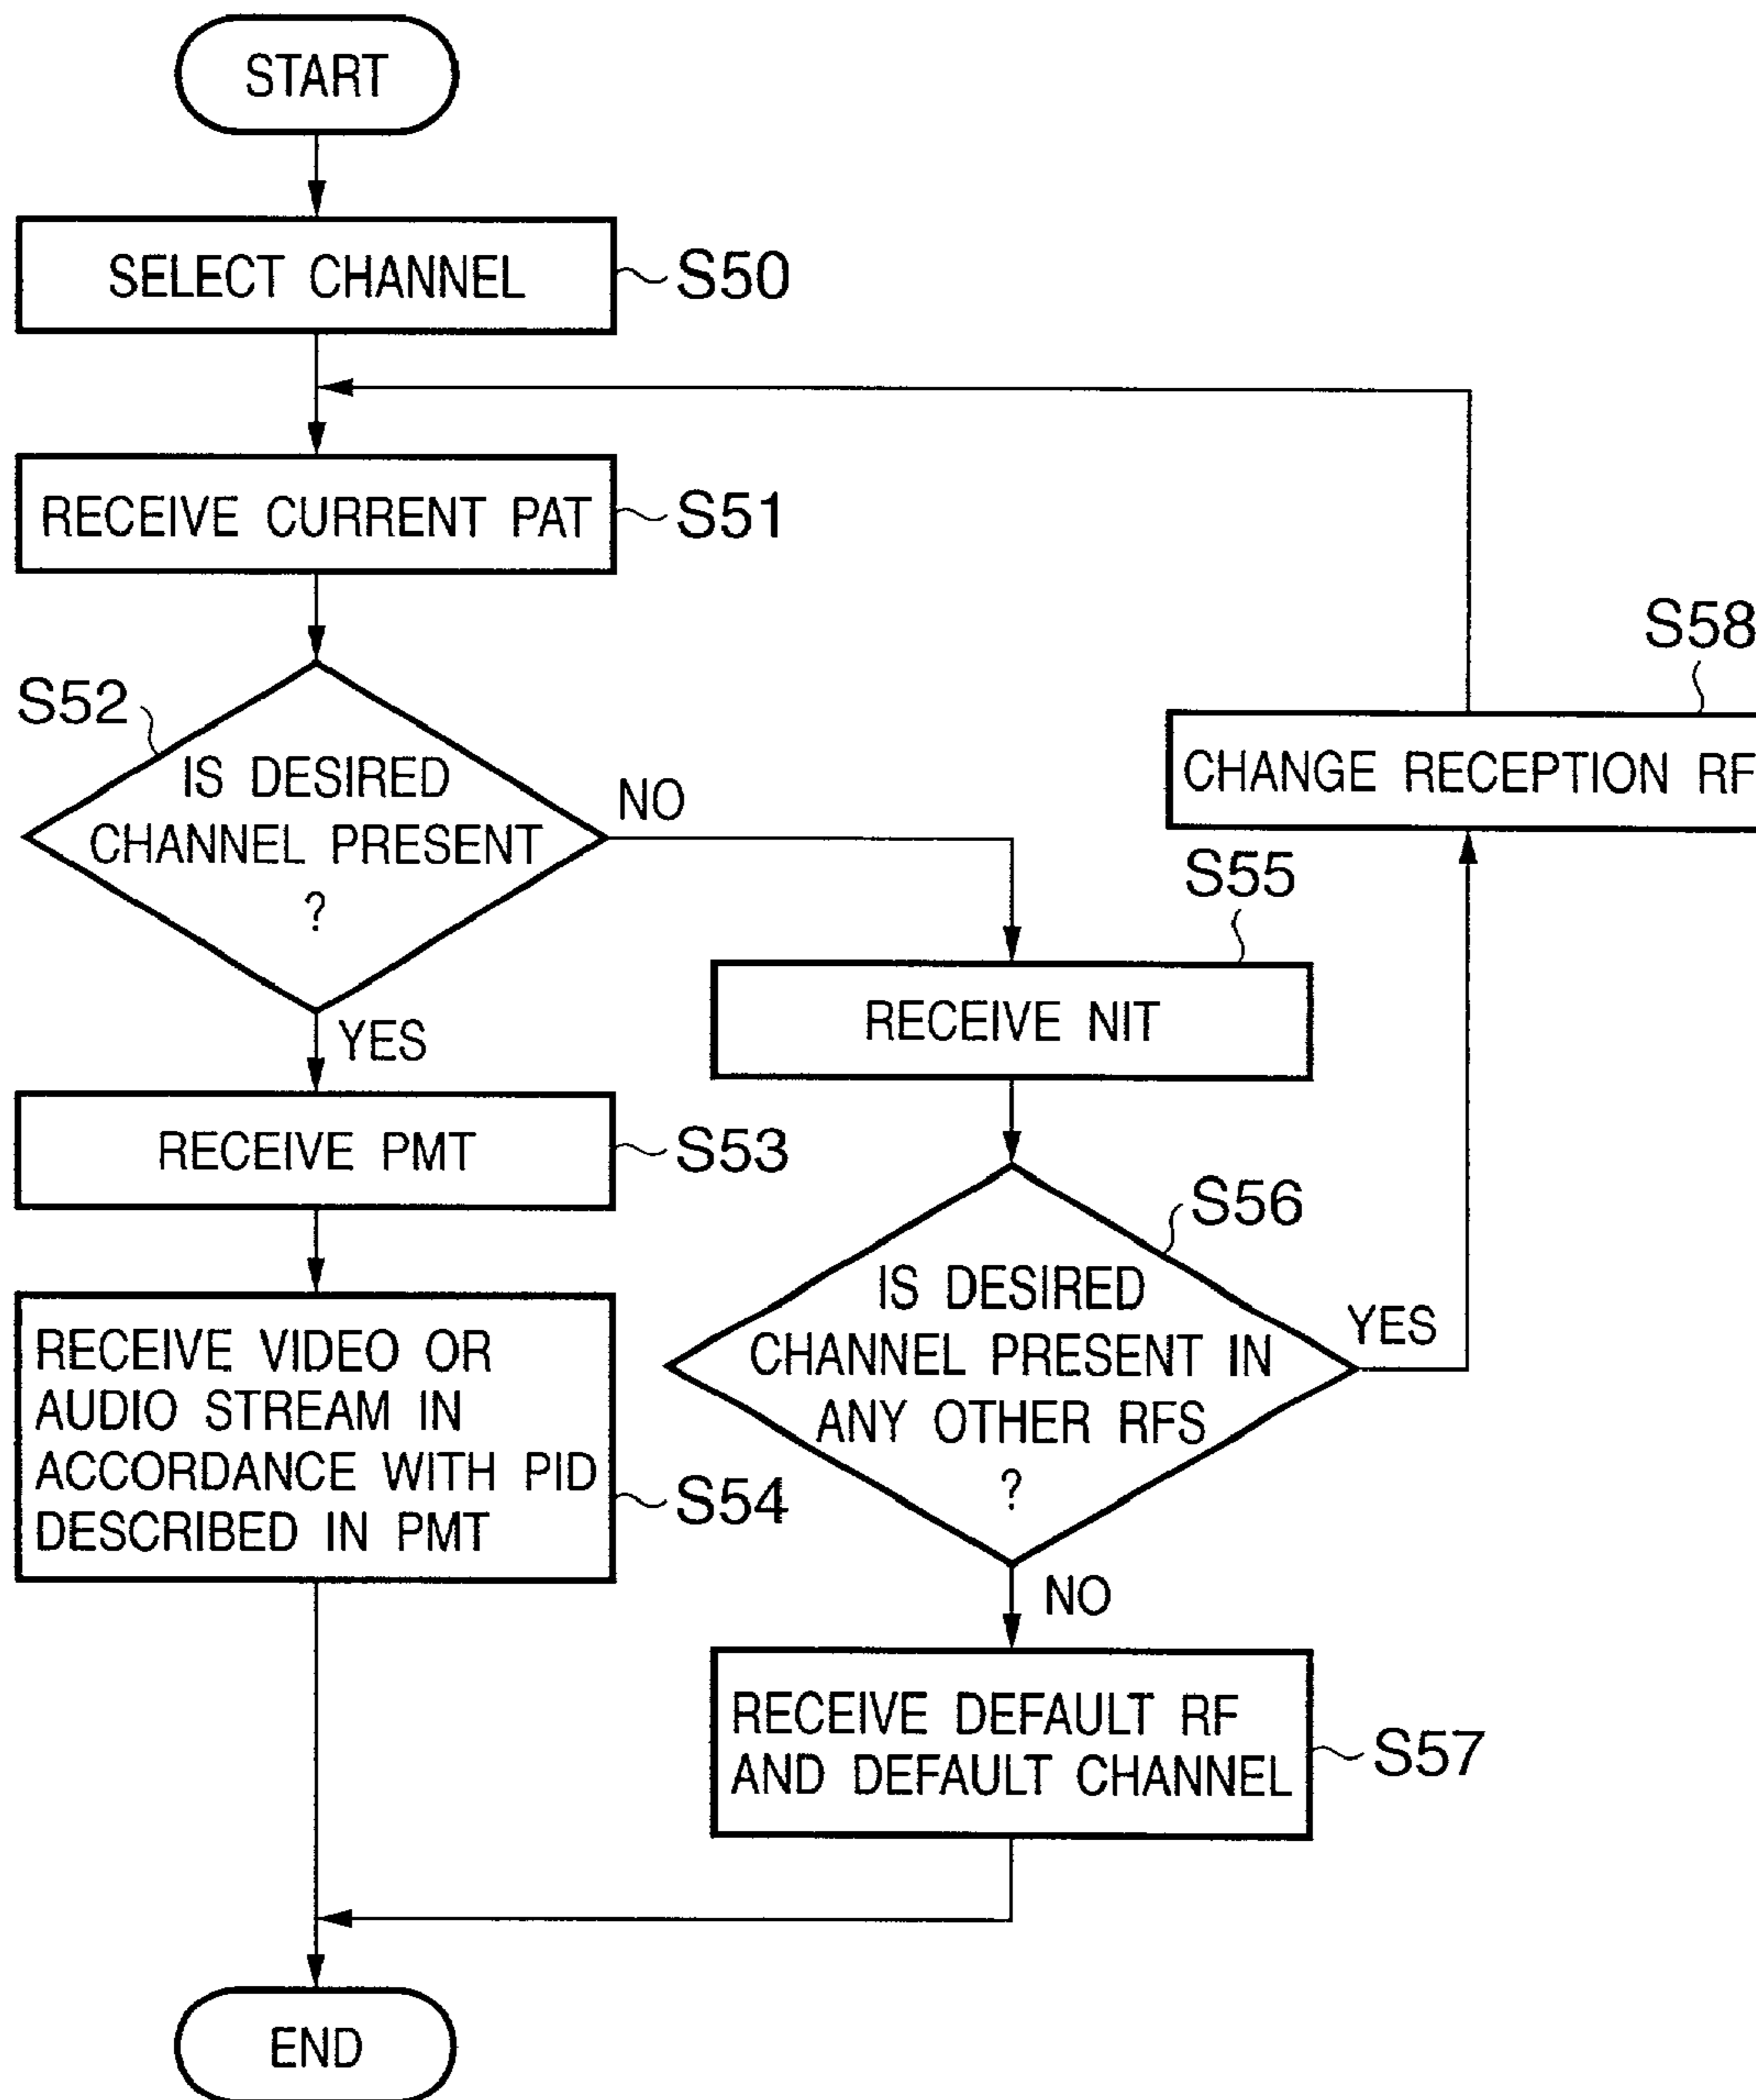 START
SELECT CHANNEL
S50
RECEIVE CURRENT PAT
S51
S52
IS DESIRED
CHANNEL PRESENT
?
NO
YES
S58
CHANGE RECEPTION RF
S55
RECEIVE NIT
RECEIVE PMT
S53
S56
IS DESIRED
CHANNEL PRESENT IN
ANY OTHER RFS
?
YES
NO
RECEIVE VIDEO OR
AUDIO STREAM IN
ACCORDANCE WITH PID
DESCRIBED IN PMT
S54
RECEIVE DEFAULT RF
AND DEFAULT CHANNEL
S57
END